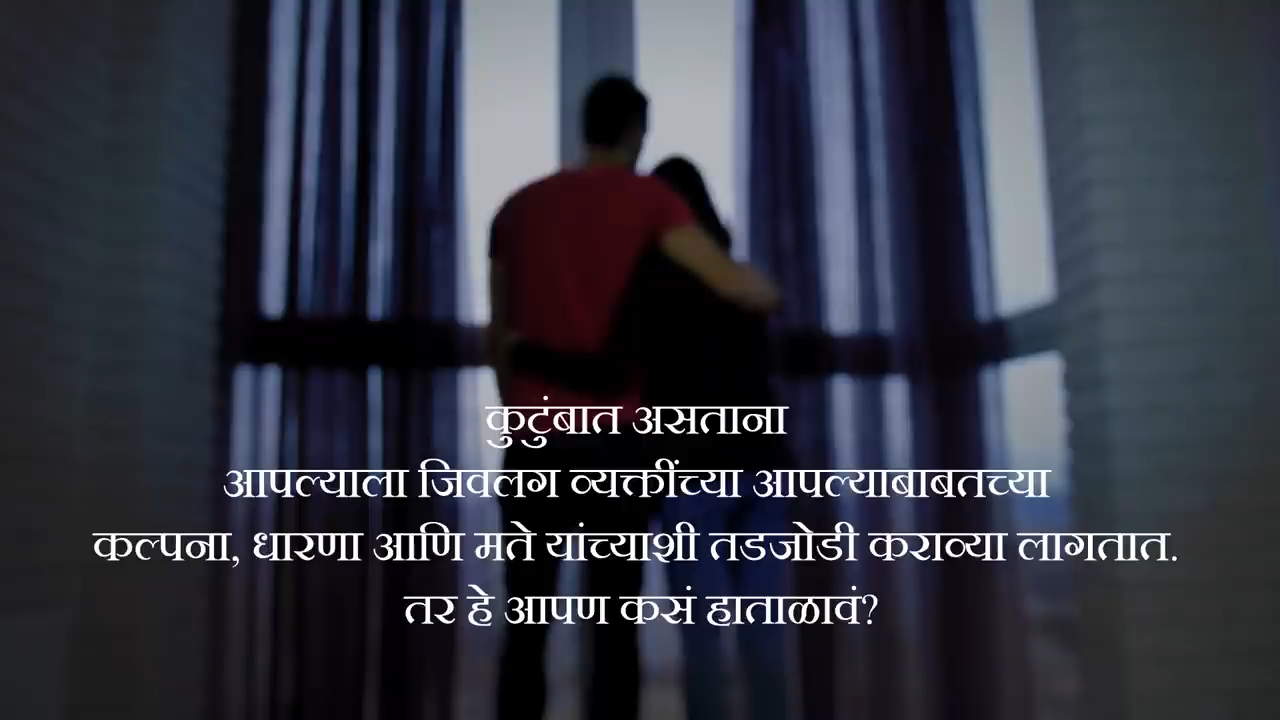 कुटुंबात असताना
आपल्याला जिवलग व्यक्तींच्या आपल्याबाबतच्या
कल्पना, धारणा आणि मते यांच्याशी तडजोडी कराव्या लागतात.
तर हे आपण कसं हाताळावं?